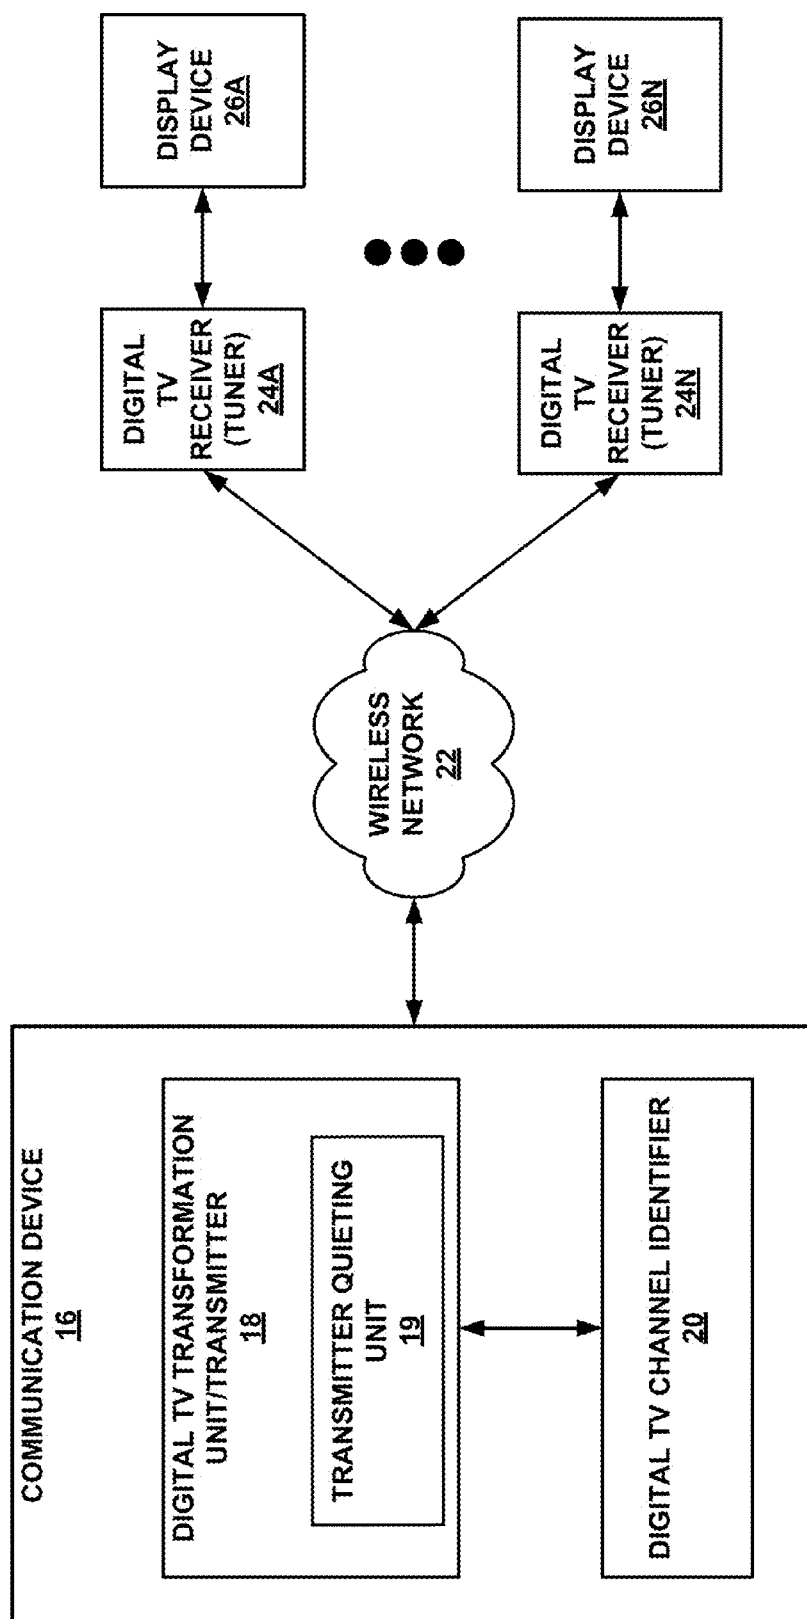 COMMUNICATION DEVICE
16
DIGITAL TV TRANSFORMATION
UNIT/TRANSMITTER
18
TRANSMITTER QUIETING
UNIT
19
DIGITAL TV CHANNEL IDENTIFIER
20
WIRELESS
NETWORK
22
DIGITAL
TV
RECEIVER
(TUNER)
24A
DISPLAY
DEVICE
26A
DIGITAL
TV
RECEIVER
(TUNER)
24N
DISPLAY
DEVICE
26N